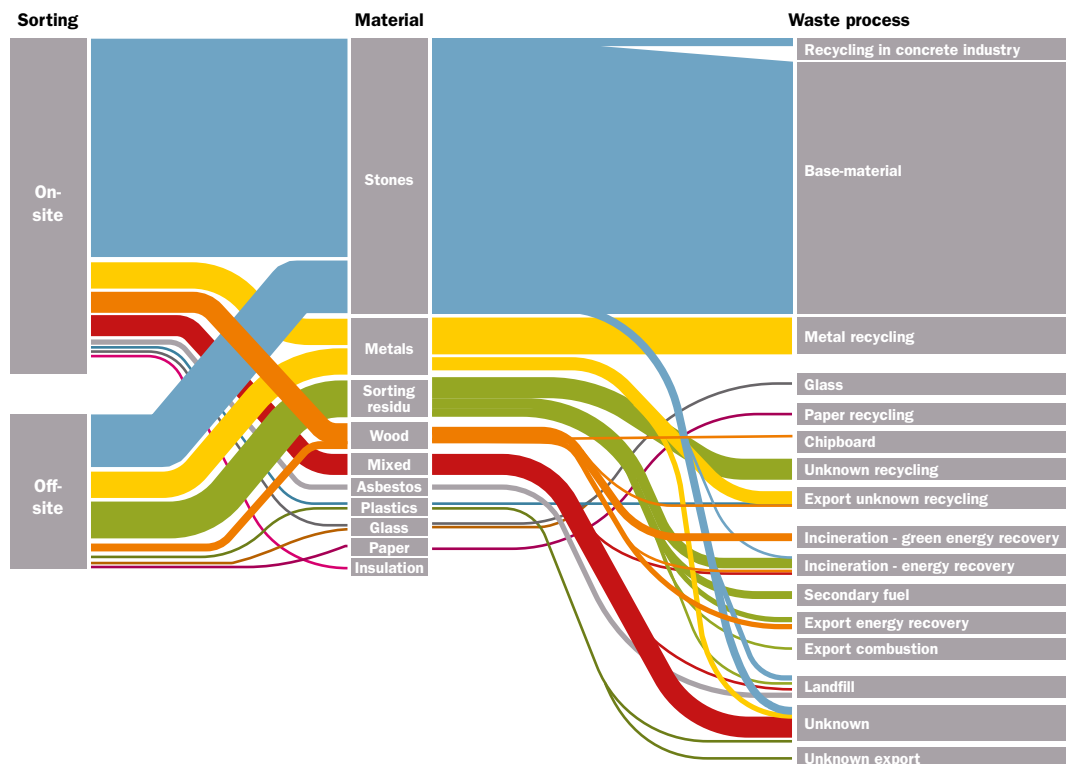 Sorting
Material
Waste process
On-
site
Off-
site
Stones
Metals
Sorting
residu
Wood
Mixed
Asbestos
Plastics
Glass
Paper
Insulation
Recycling in concrete industry
Base-material
Metal recycling
Glass
Paper recycling
Chipboard
Unknown recycling
Export unknown recycling
Incineration - green energy recovery
Incineration - energy recovery
Secondary fuel
Export energy recovery
Export combustion
Landfill
Unknown
Unknown export